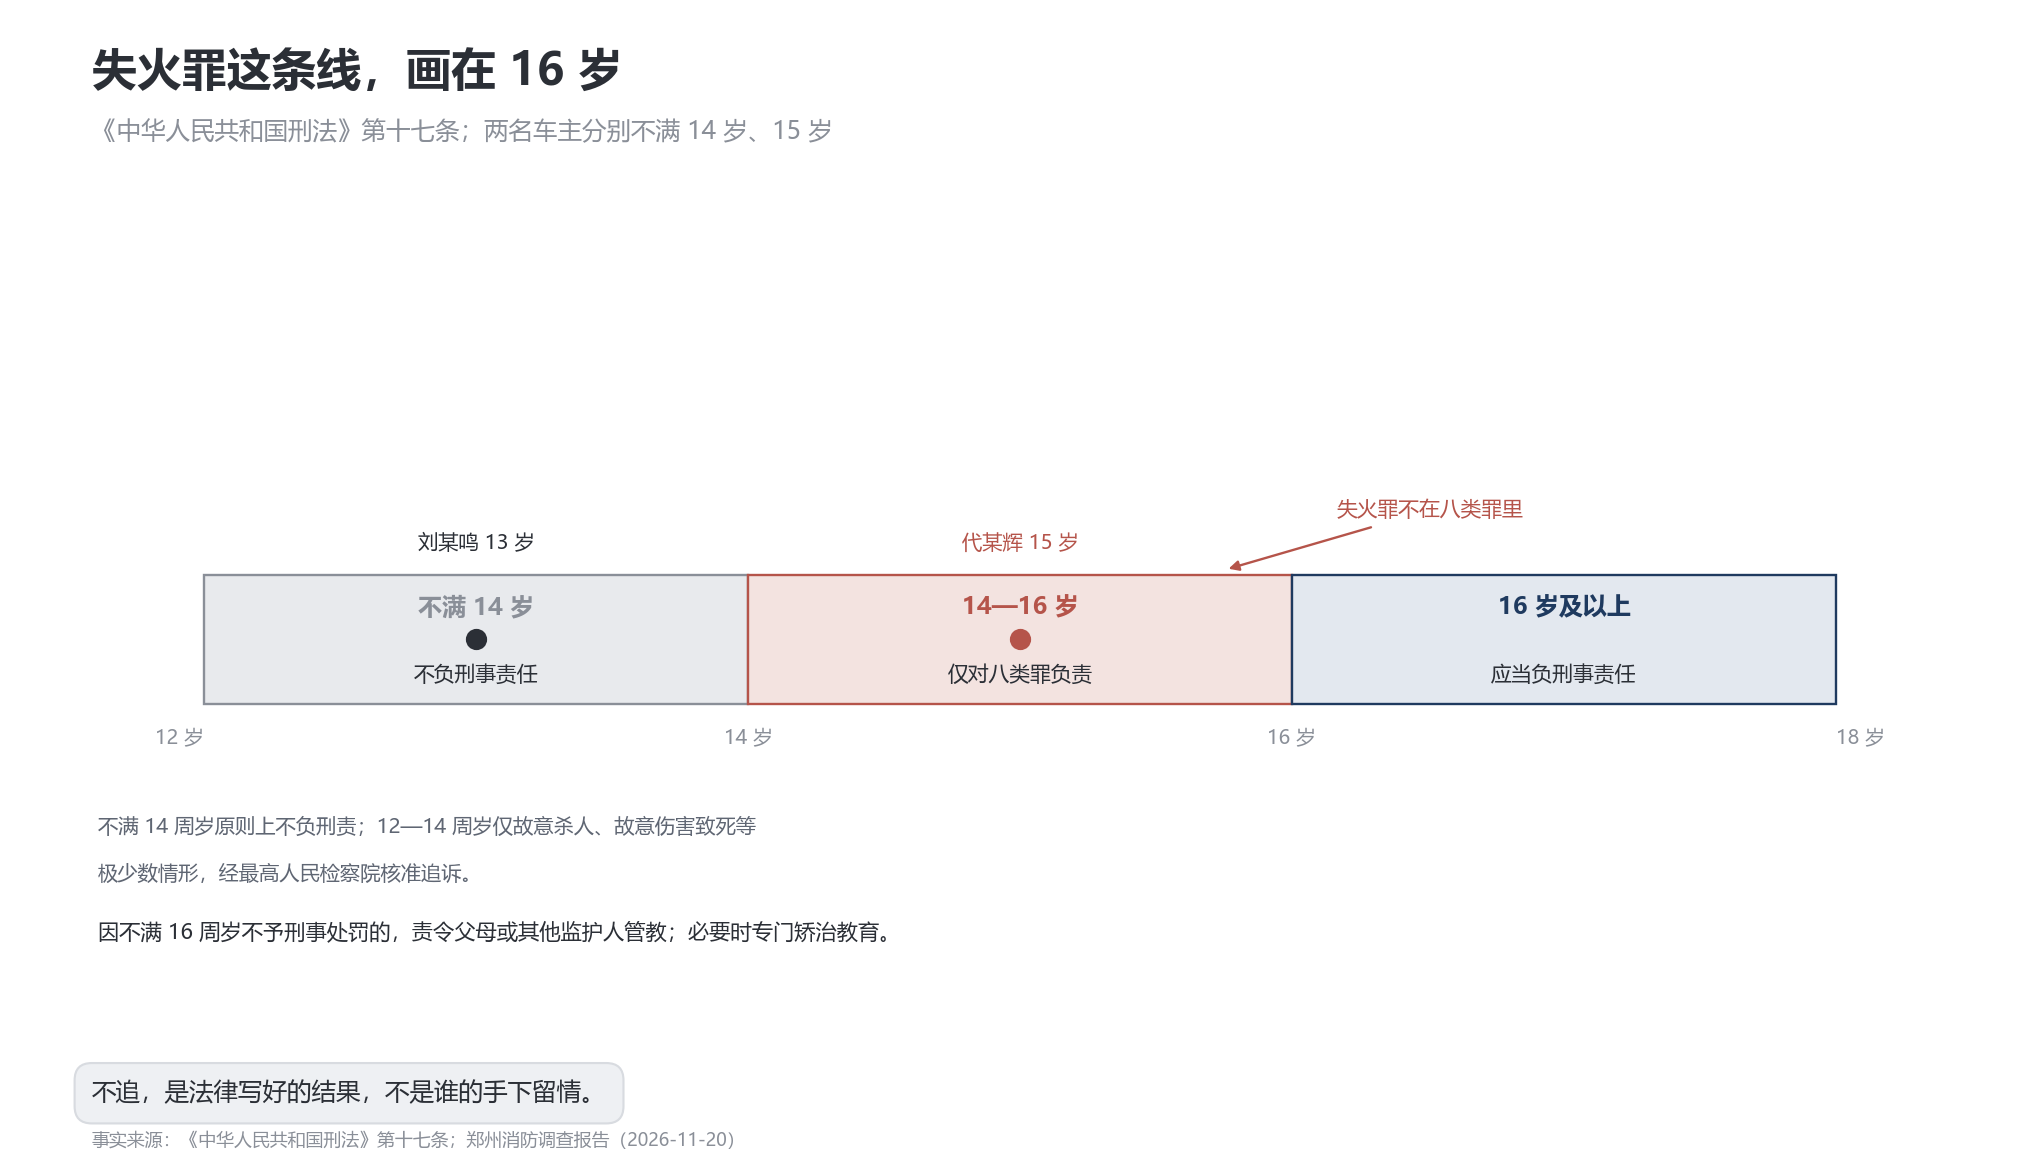 失火罪这条线，画在 16 岁
《中华人民共和国刑法》第十七条；两名车主分别不满 14 岁、15 岁
失火罪不在八类罪里
刘某鸣 13 岁
代某辉 15 岁
不满 14 岁
14—16 岁
16 岁及以上
不负刑事责任
仅对八类罪负责
应当负刑事责任
12 岁
14 岁
16 岁
18 岁
不满 14 周岁原则上不负刑责；12—14 周岁仅故意杀人、故意伤害致死等
极少数情形，经最高人民检察院核准追诉。
因不满 16 周岁不予刑事处罚的，责令父母或其他监护人管教；必要时专门矫治教育。
不追，是法律写好的结果，不是谁的手下留情。
事实来源：《中华人民共和国刑法》第十七条；郑州消防调查报告（2026-11-20）